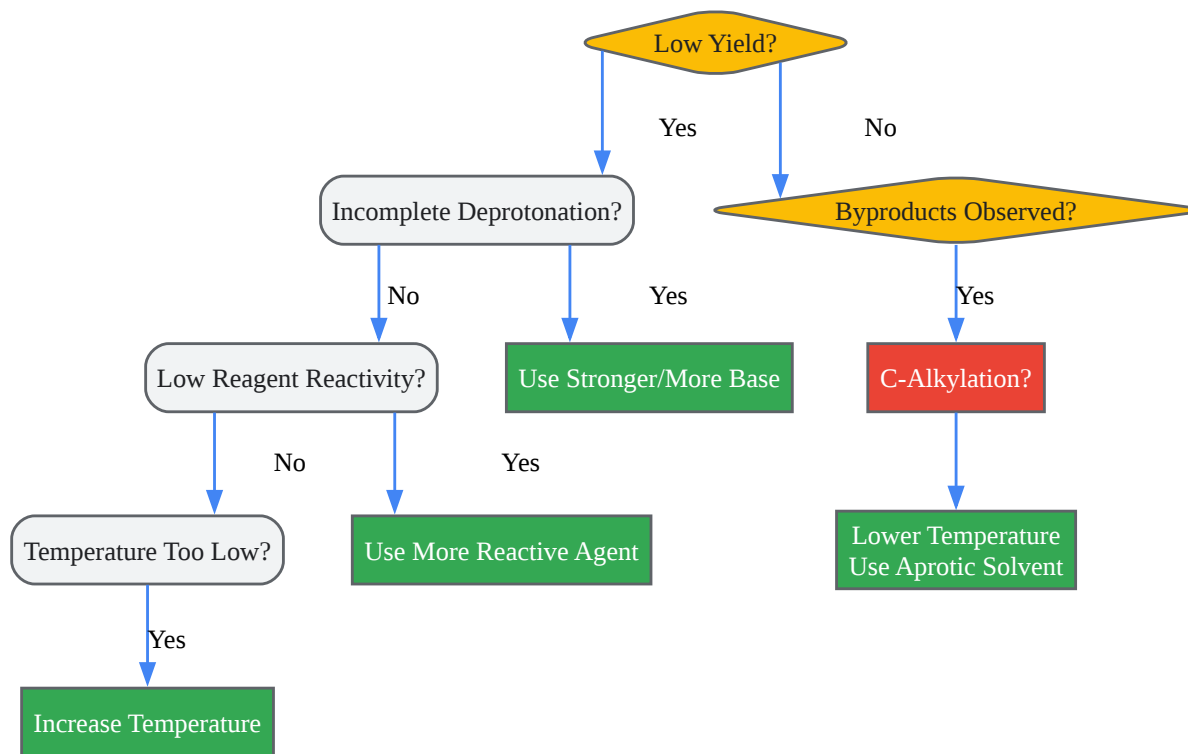 Low Yield?
Yes
No
Incomplete Deprotonation?
Byproducts Observed?
No
Yes
Yes
Low Reagent Reactivity?
Use Stronger/More Base
C-Alkylation?
No
Yes
Temperature Too Low?
Use More Reactive Agent
Lower Temperature
Use Aprotic Solvent
Yes
Increase Temperature